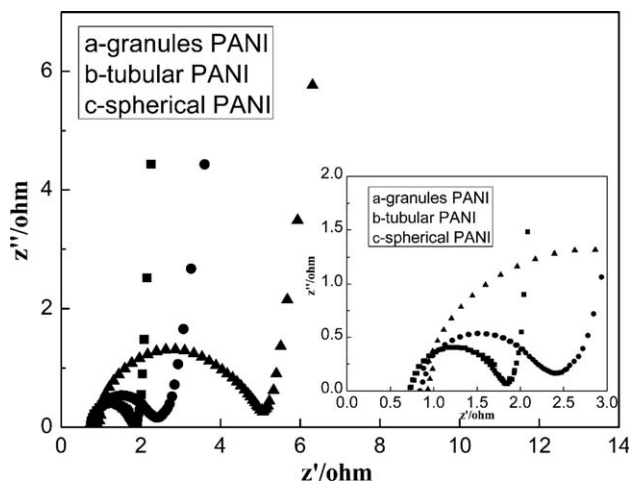 a-granules PANI
b-tubular PANI
c-spherical PANI
6
4
2
0
z''/ohm
0 2 4 6 8 10 12 14
z'/ohm
a-granules PANI
b-tubular PANI
c-spherical PANI
2.0
1.5
1.0
0.5
0.0
z''/ohm
0.0 0.5 1.0 1.5 2.0 2.5 3.0
z'/ohm